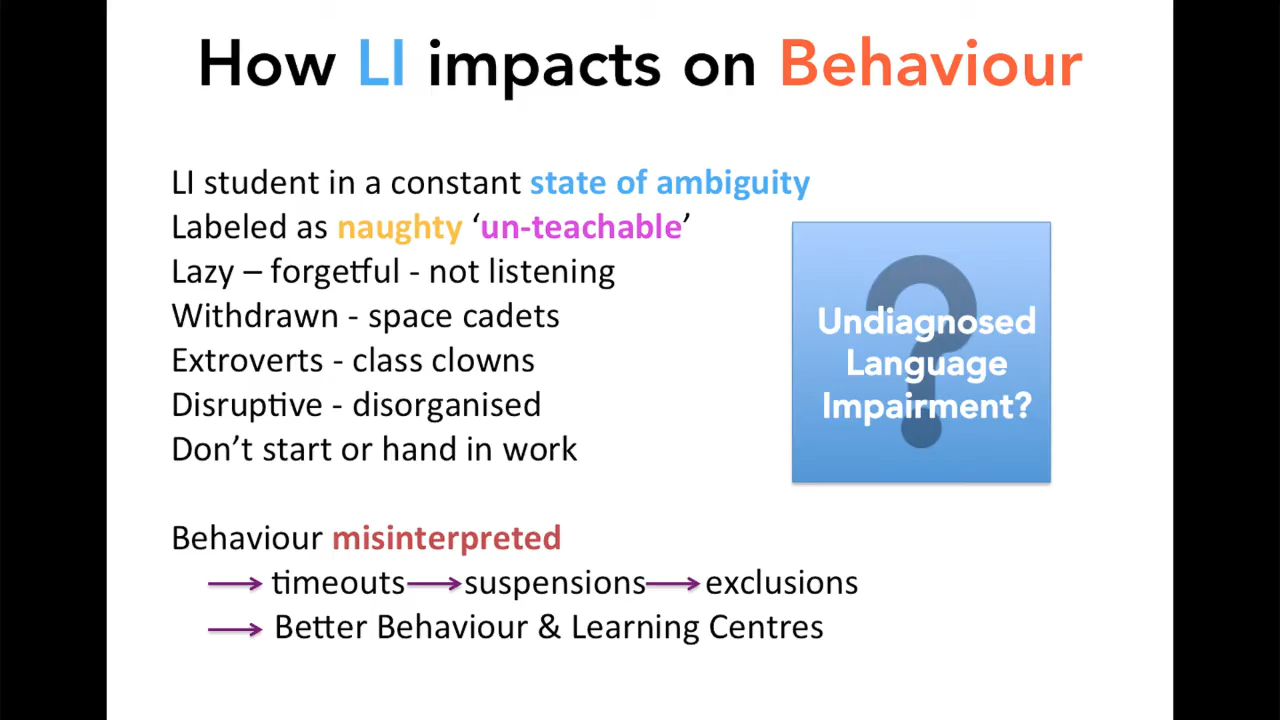 How LI impacts on Behaviour
LI student in a constant state of ambiguity
Labeled as naughty ‘un-teachable’
Lazy – forgetful - not listening
Withdrawn - space cadets
Extroverts - class clowns
Disruptive - disorganised
Don’t start or hand in work
?
Undiagnosed
Language
Impairment?
Behaviour misinterpreted
→ timeouts → suspensions → exclusions
→ Better Behaviour & Learning Centres